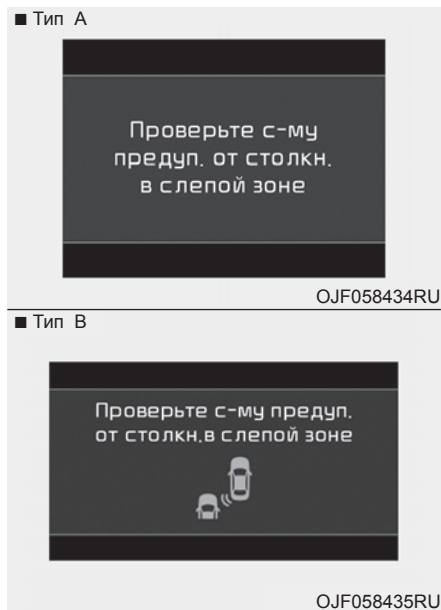 ■ Тип A
Проверьте с-му
предуп. от столкн.
в слепой зоне
OJF058434RU
■ Тип B
Проверьте с-му предуп.
от столкн.в слепой зоне
OJF058435RU